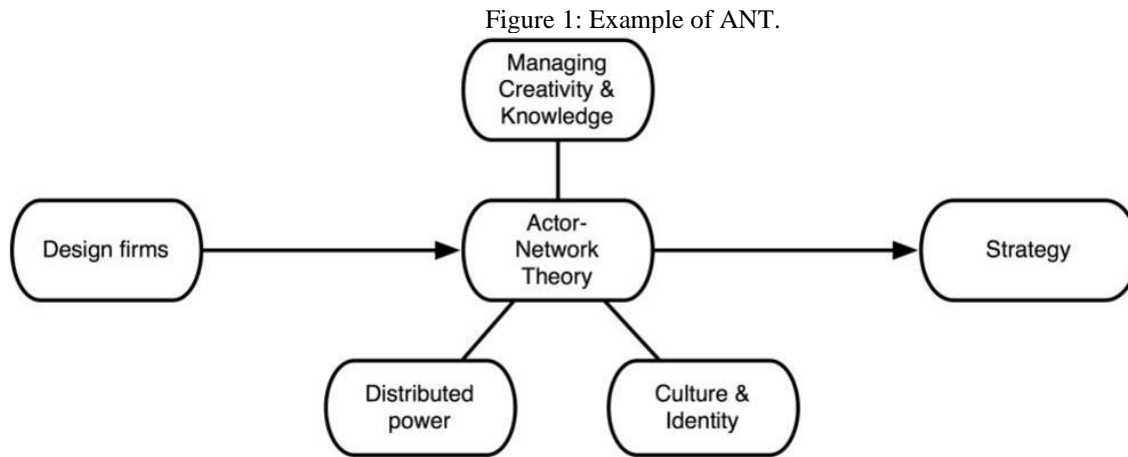 Figure 1: Example of ANT.
Managing
Creativity &
Knowledge
Design firms
Actor-
Network
Theory
Strategy
Distributed
power
Culture &
Identity